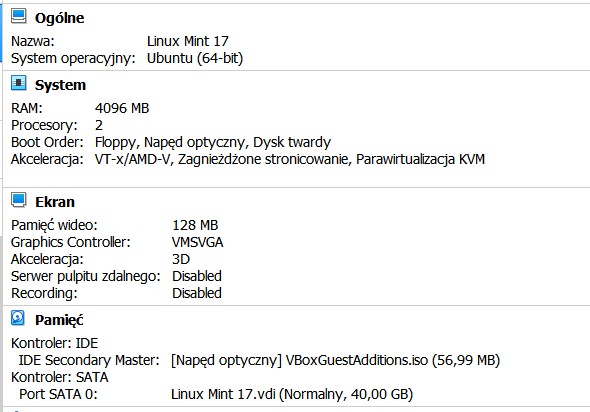 Ogólne
Nazwa: Linux Mint 17
System operacyjny: Ubuntu (64-bit)
System
RAM: 4096 MB
Procesory: 2
Boot Order: Floppy, Napęd optyczny, Dysk twardy
Akceleracja: VT-x/AMD-V, Zagnieżdżone stronicowanie, Parawirtualizacja KVM
Ekran
Pamięć wideo: 128 MB
Graphics Controller: VMSVGA
Akceleracja: 3D
Serwer pulpitu zdalnego: Disabled
Recording: Disabled
Pamięć
Kontroler: IDE
IDE Secondary Master: [Napęd optyczny] VBoxGuestAdditions.iso (56,99 MB)
Kontroler: SATA
Port SATA 0: Linux Mint 17.vdi (Normalny, 40,00 GB)